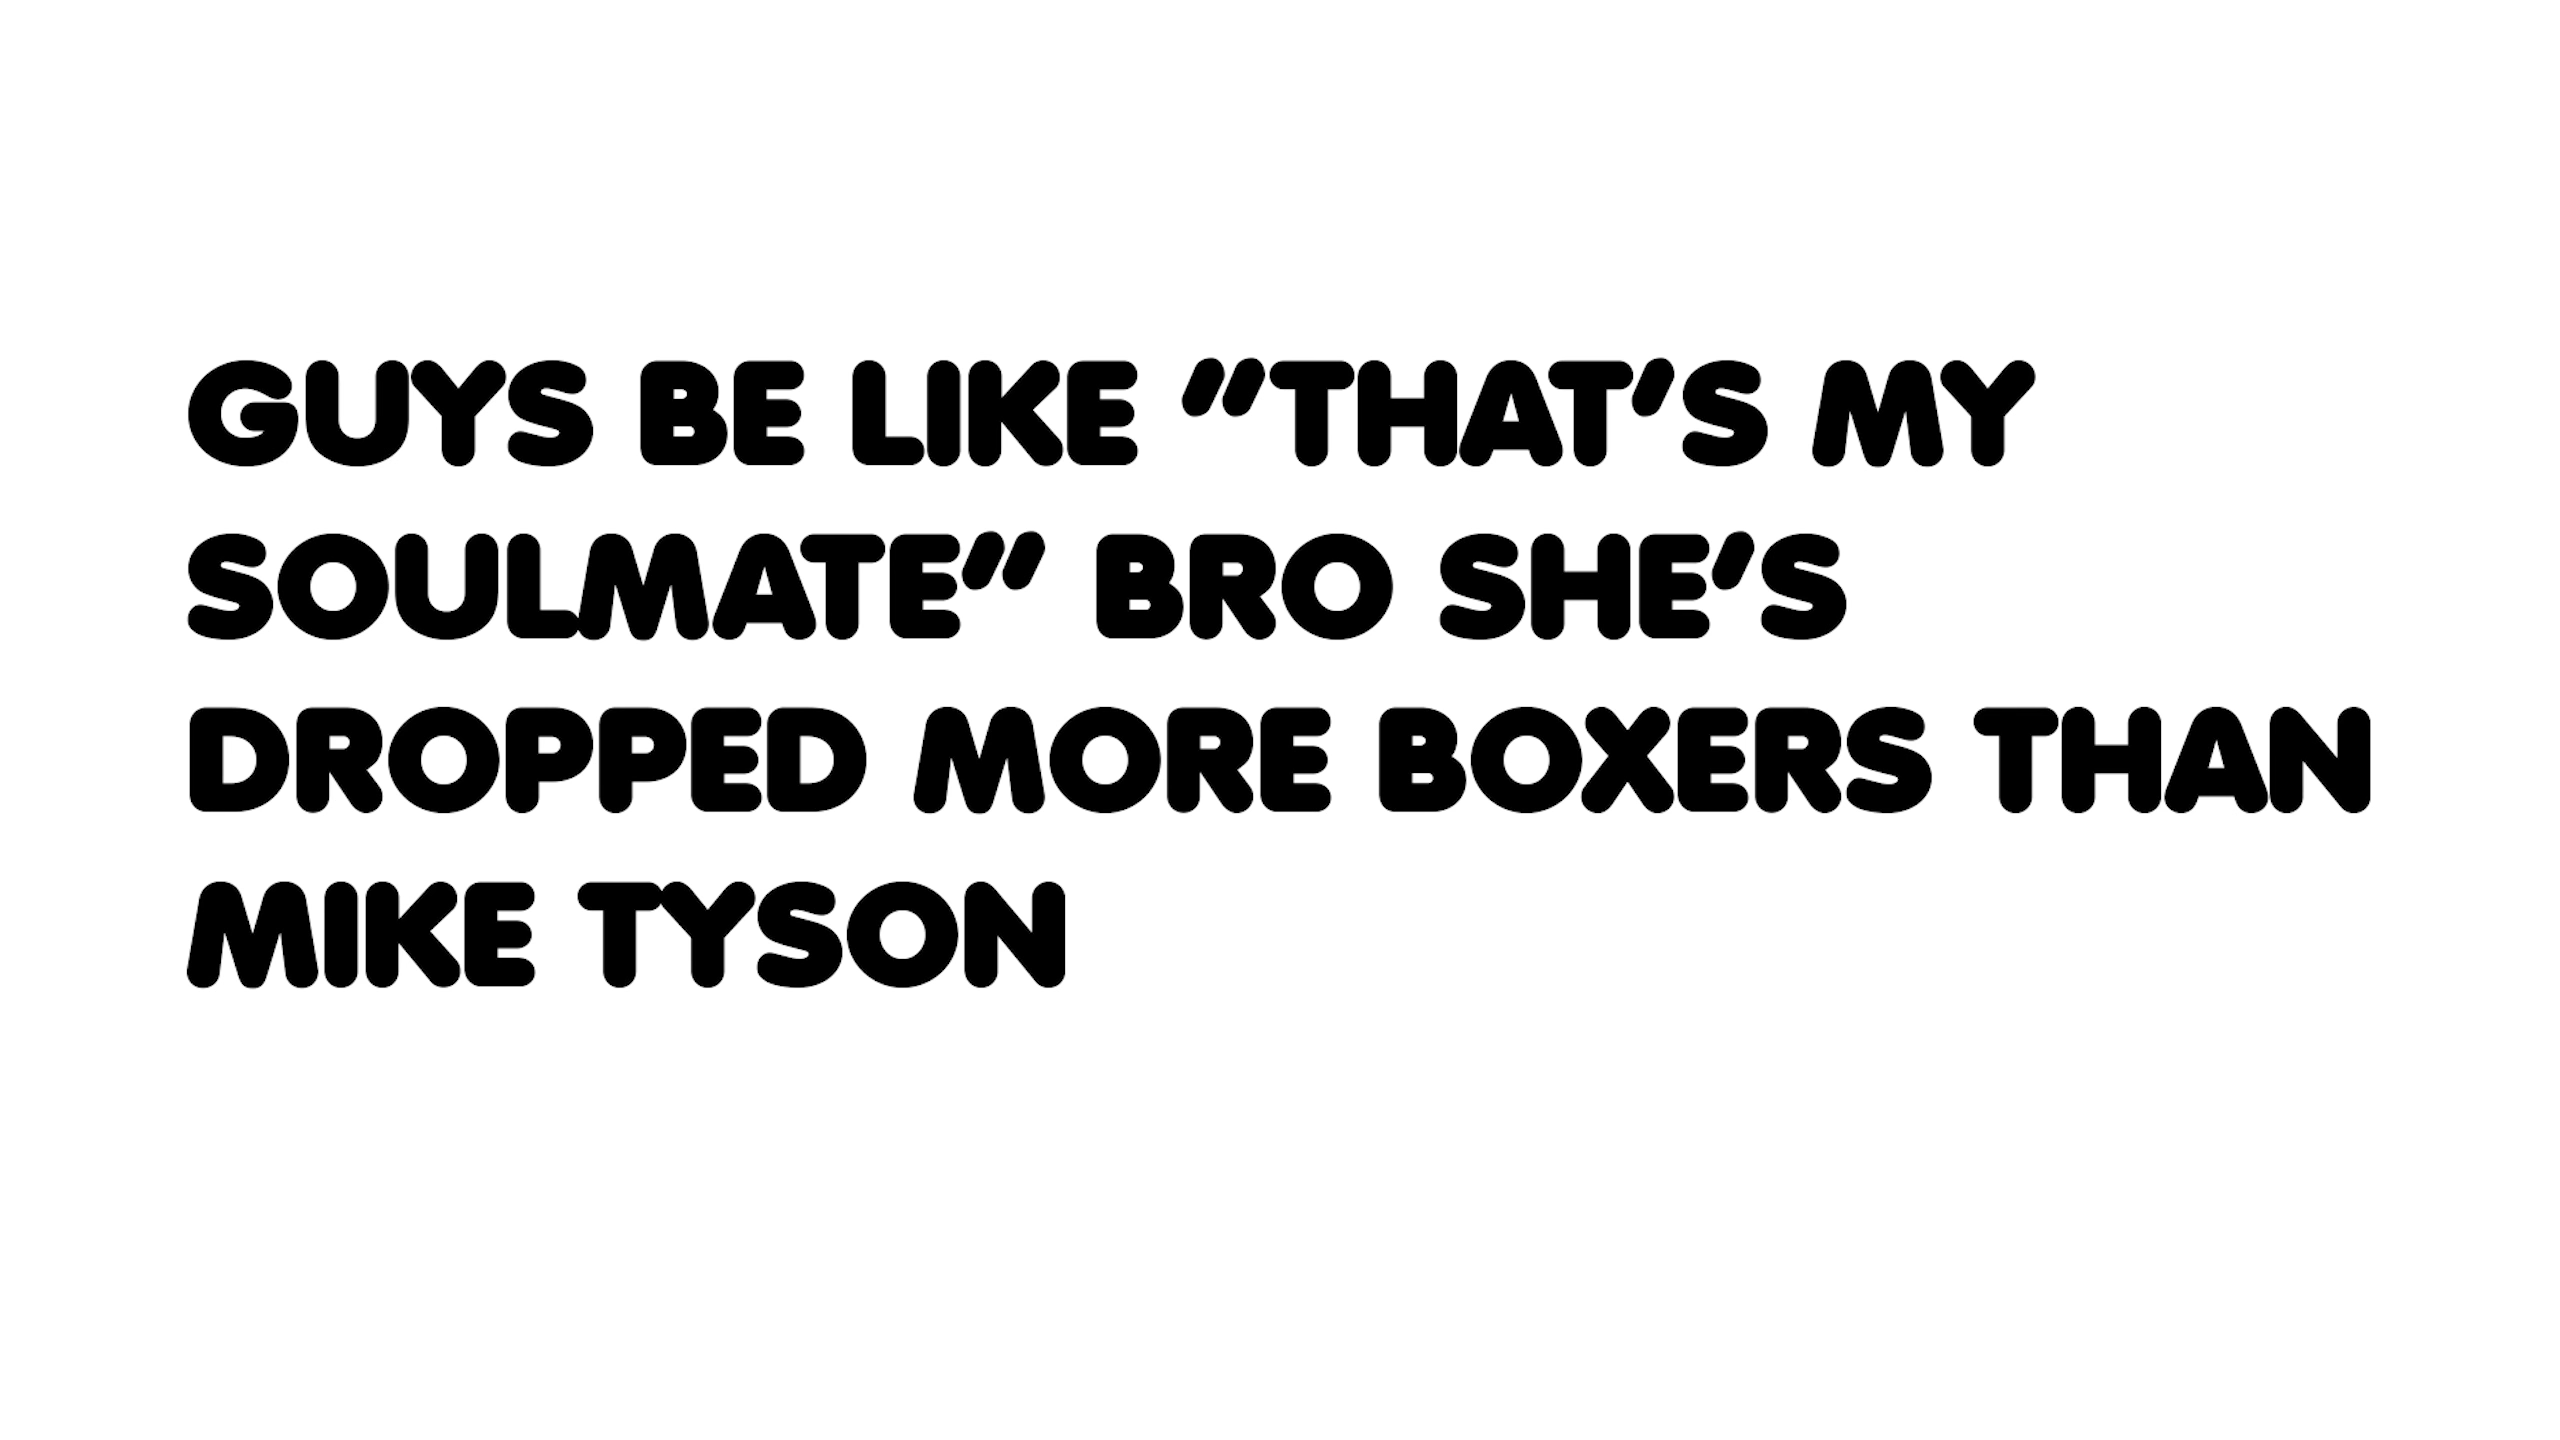 GUYS BE LIKE "THAT'S MY
SOULMATE" BRO SHE'S
DROPPED MORE BOXERS THAN
MIKE TYSON